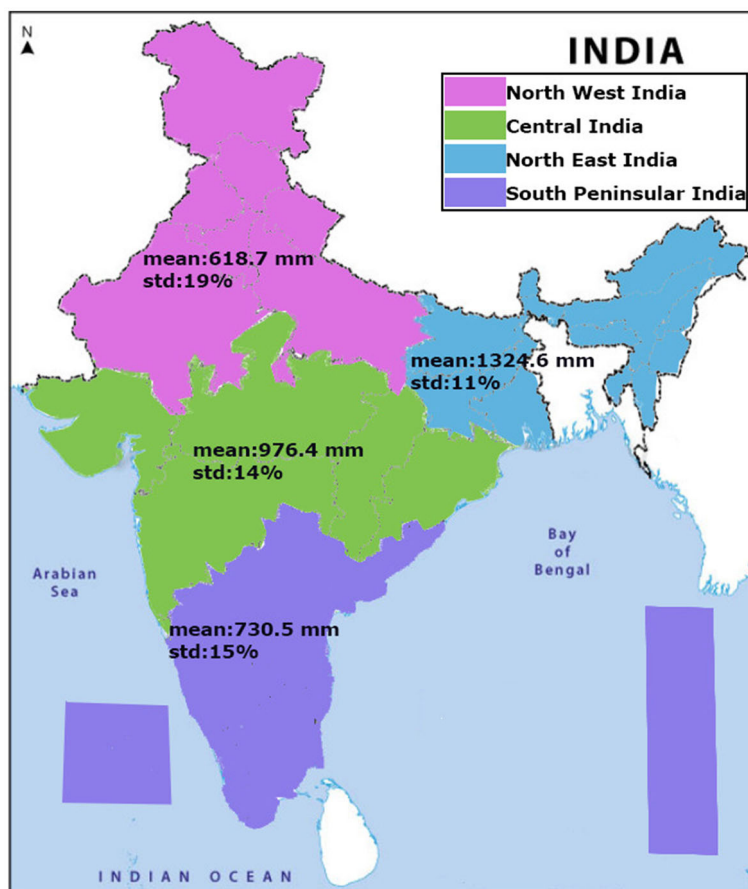 N
INDIA
North West India
Central India
North East India
South Peninsular India
mean:618.7 mm
std:19%
mean:1324.6 mm
std:11%
mean:976.4 mm
std:14%
Bay
of
Bengal
Arabian
Sea
mean:730.5 mm
std:15%
INDIAN OCEAN